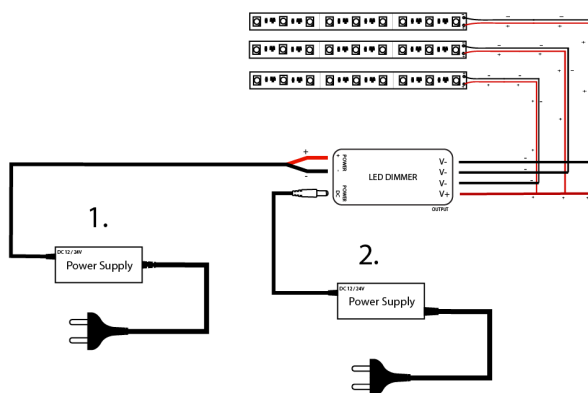 +
-
POWER
LED DIMMER
V-
V-
V-
V+
DC
POWER
OUTPUT
1.
DC 12 / 24V
Power Supply
2.
DC 12 / 24V
Power Supply